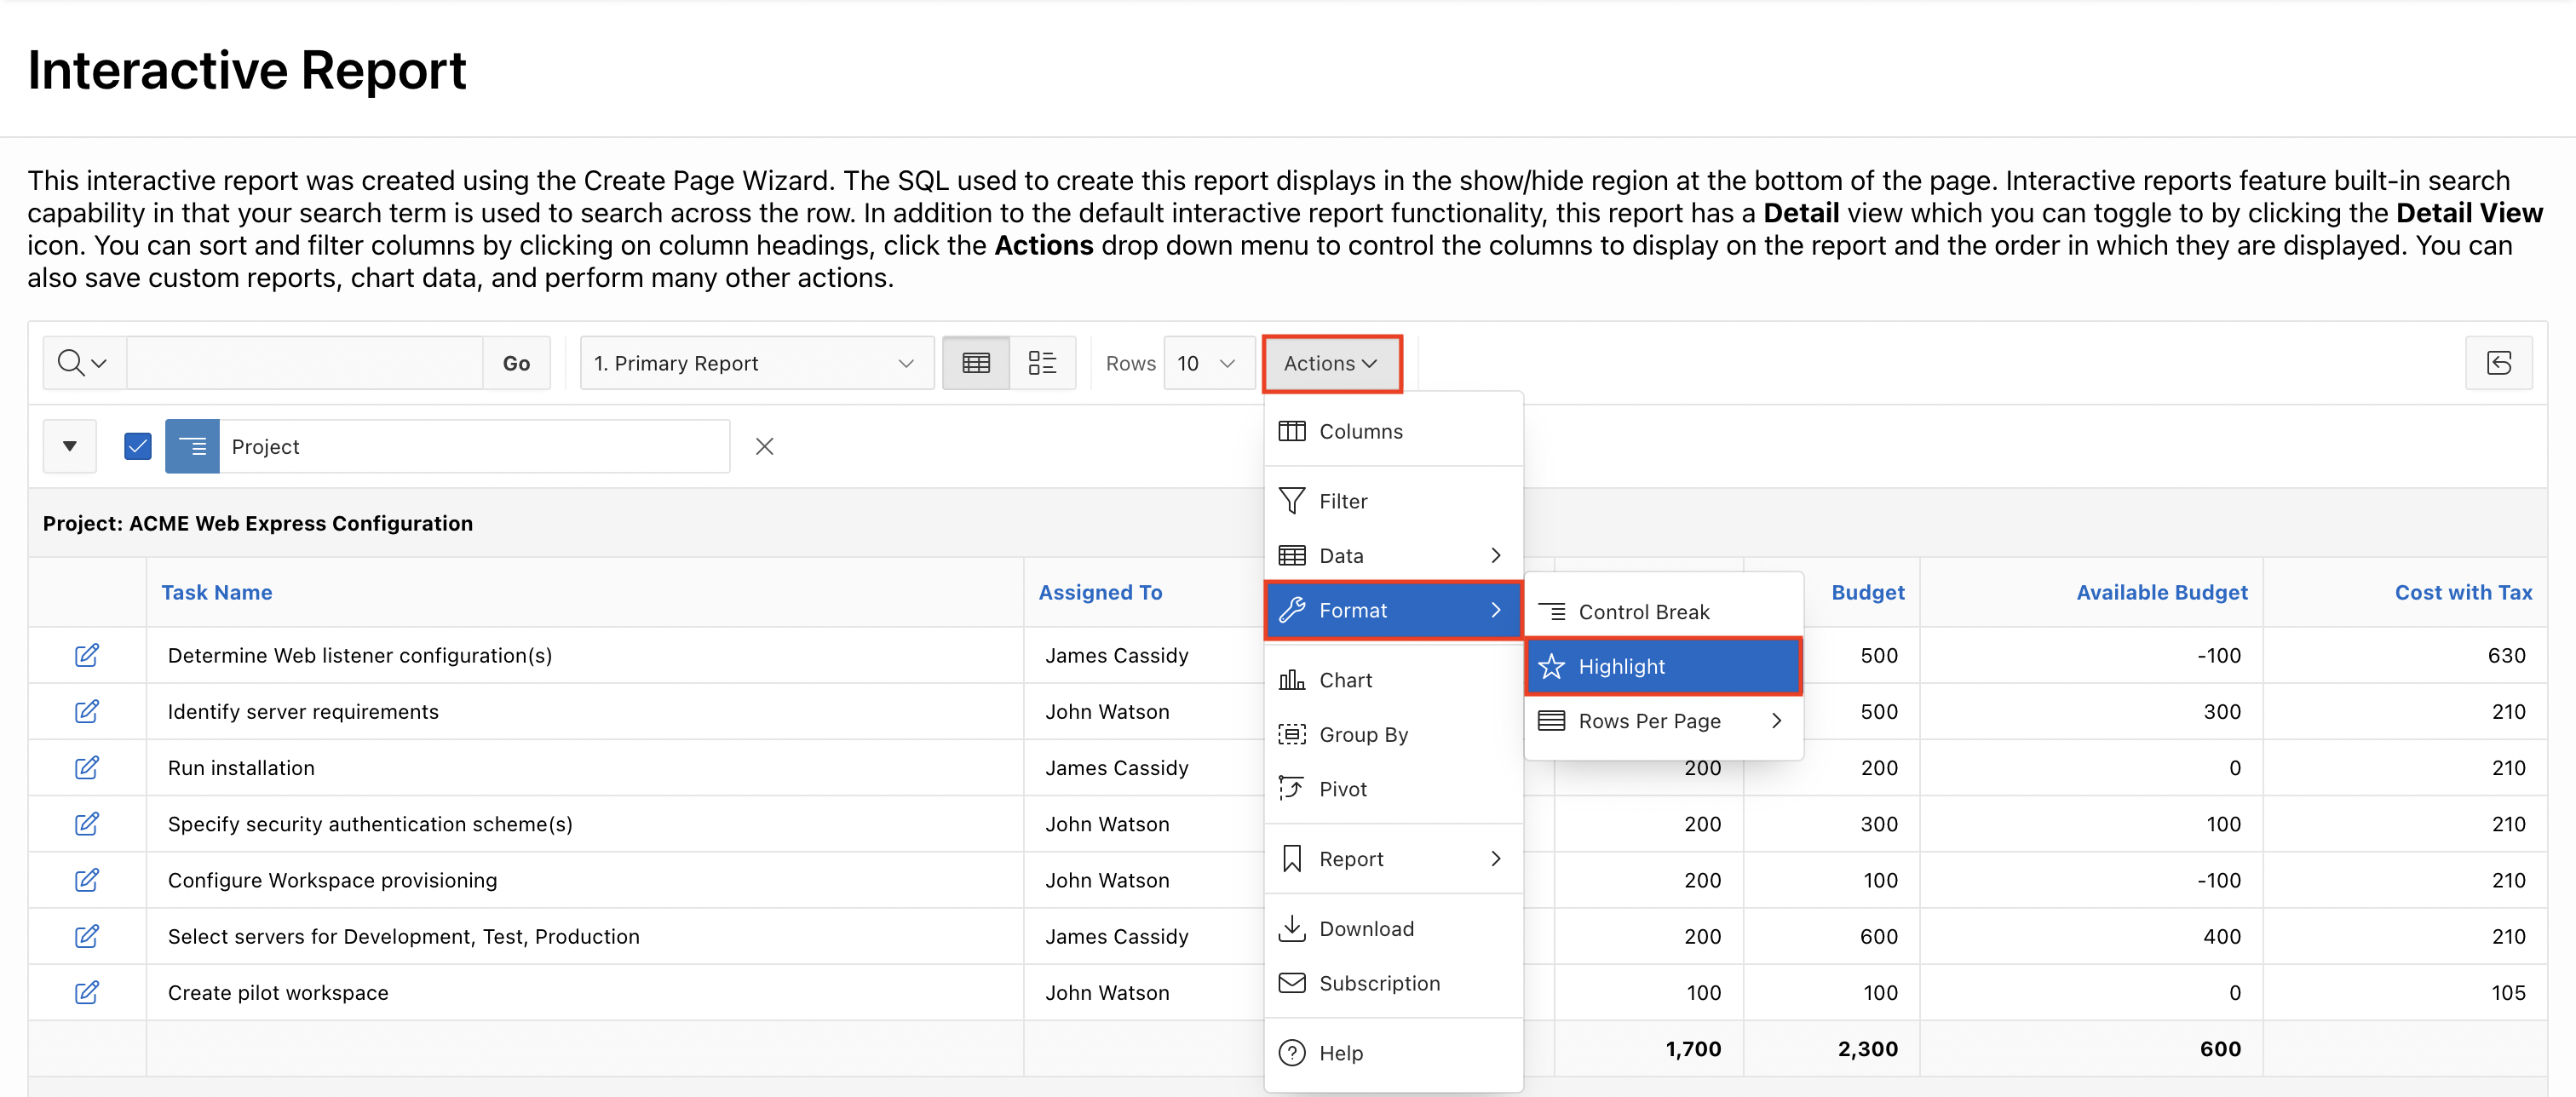 Interactive Report
This interactive report was created using the Create Page Wizard. The SQL used to create this report displays in the show/hide region at the bottom of the page. Interactive reports feature built-in search
capability in that your search term is used to search across the row. In addition to the default interactive report functionality, this report has a Detail view which you can toggle to by clicking the Detail View
icon. You can sort and filter columns by clicking on column headings, click the Actions drop down menu to control the columns to display on the report and the order in which they are displayed. You can
also save custom reports, chart data, and perform many other actions.
Go 1. Primary Report Rows 10 Actions
Project
Project: ACME Web Express Configuration
Task Name Assigned To Budget Available Budget Cost with Tax
Determine Web listener configuration(s) James Cassidy 500 -100 630
Identify server requirements John Watson 500 300 210
Run installation James Cassidy 200 200 0 210
Specify security authentication scheme(s) John Watson 200 300 100 210
Configure Workspace provisioning John Watson 200 100 -100 210
Select servers for Development, Test, Production James Cassidy 200 600 400 210
Create pilot workspace John Watson 100 100 0 105
1,700 2,300 600
Columns
Filter
Data
Format
Chart
Group By
Pivot
Report
Download
Subscription
Help
Control Break
Highlight
Rows Per Page